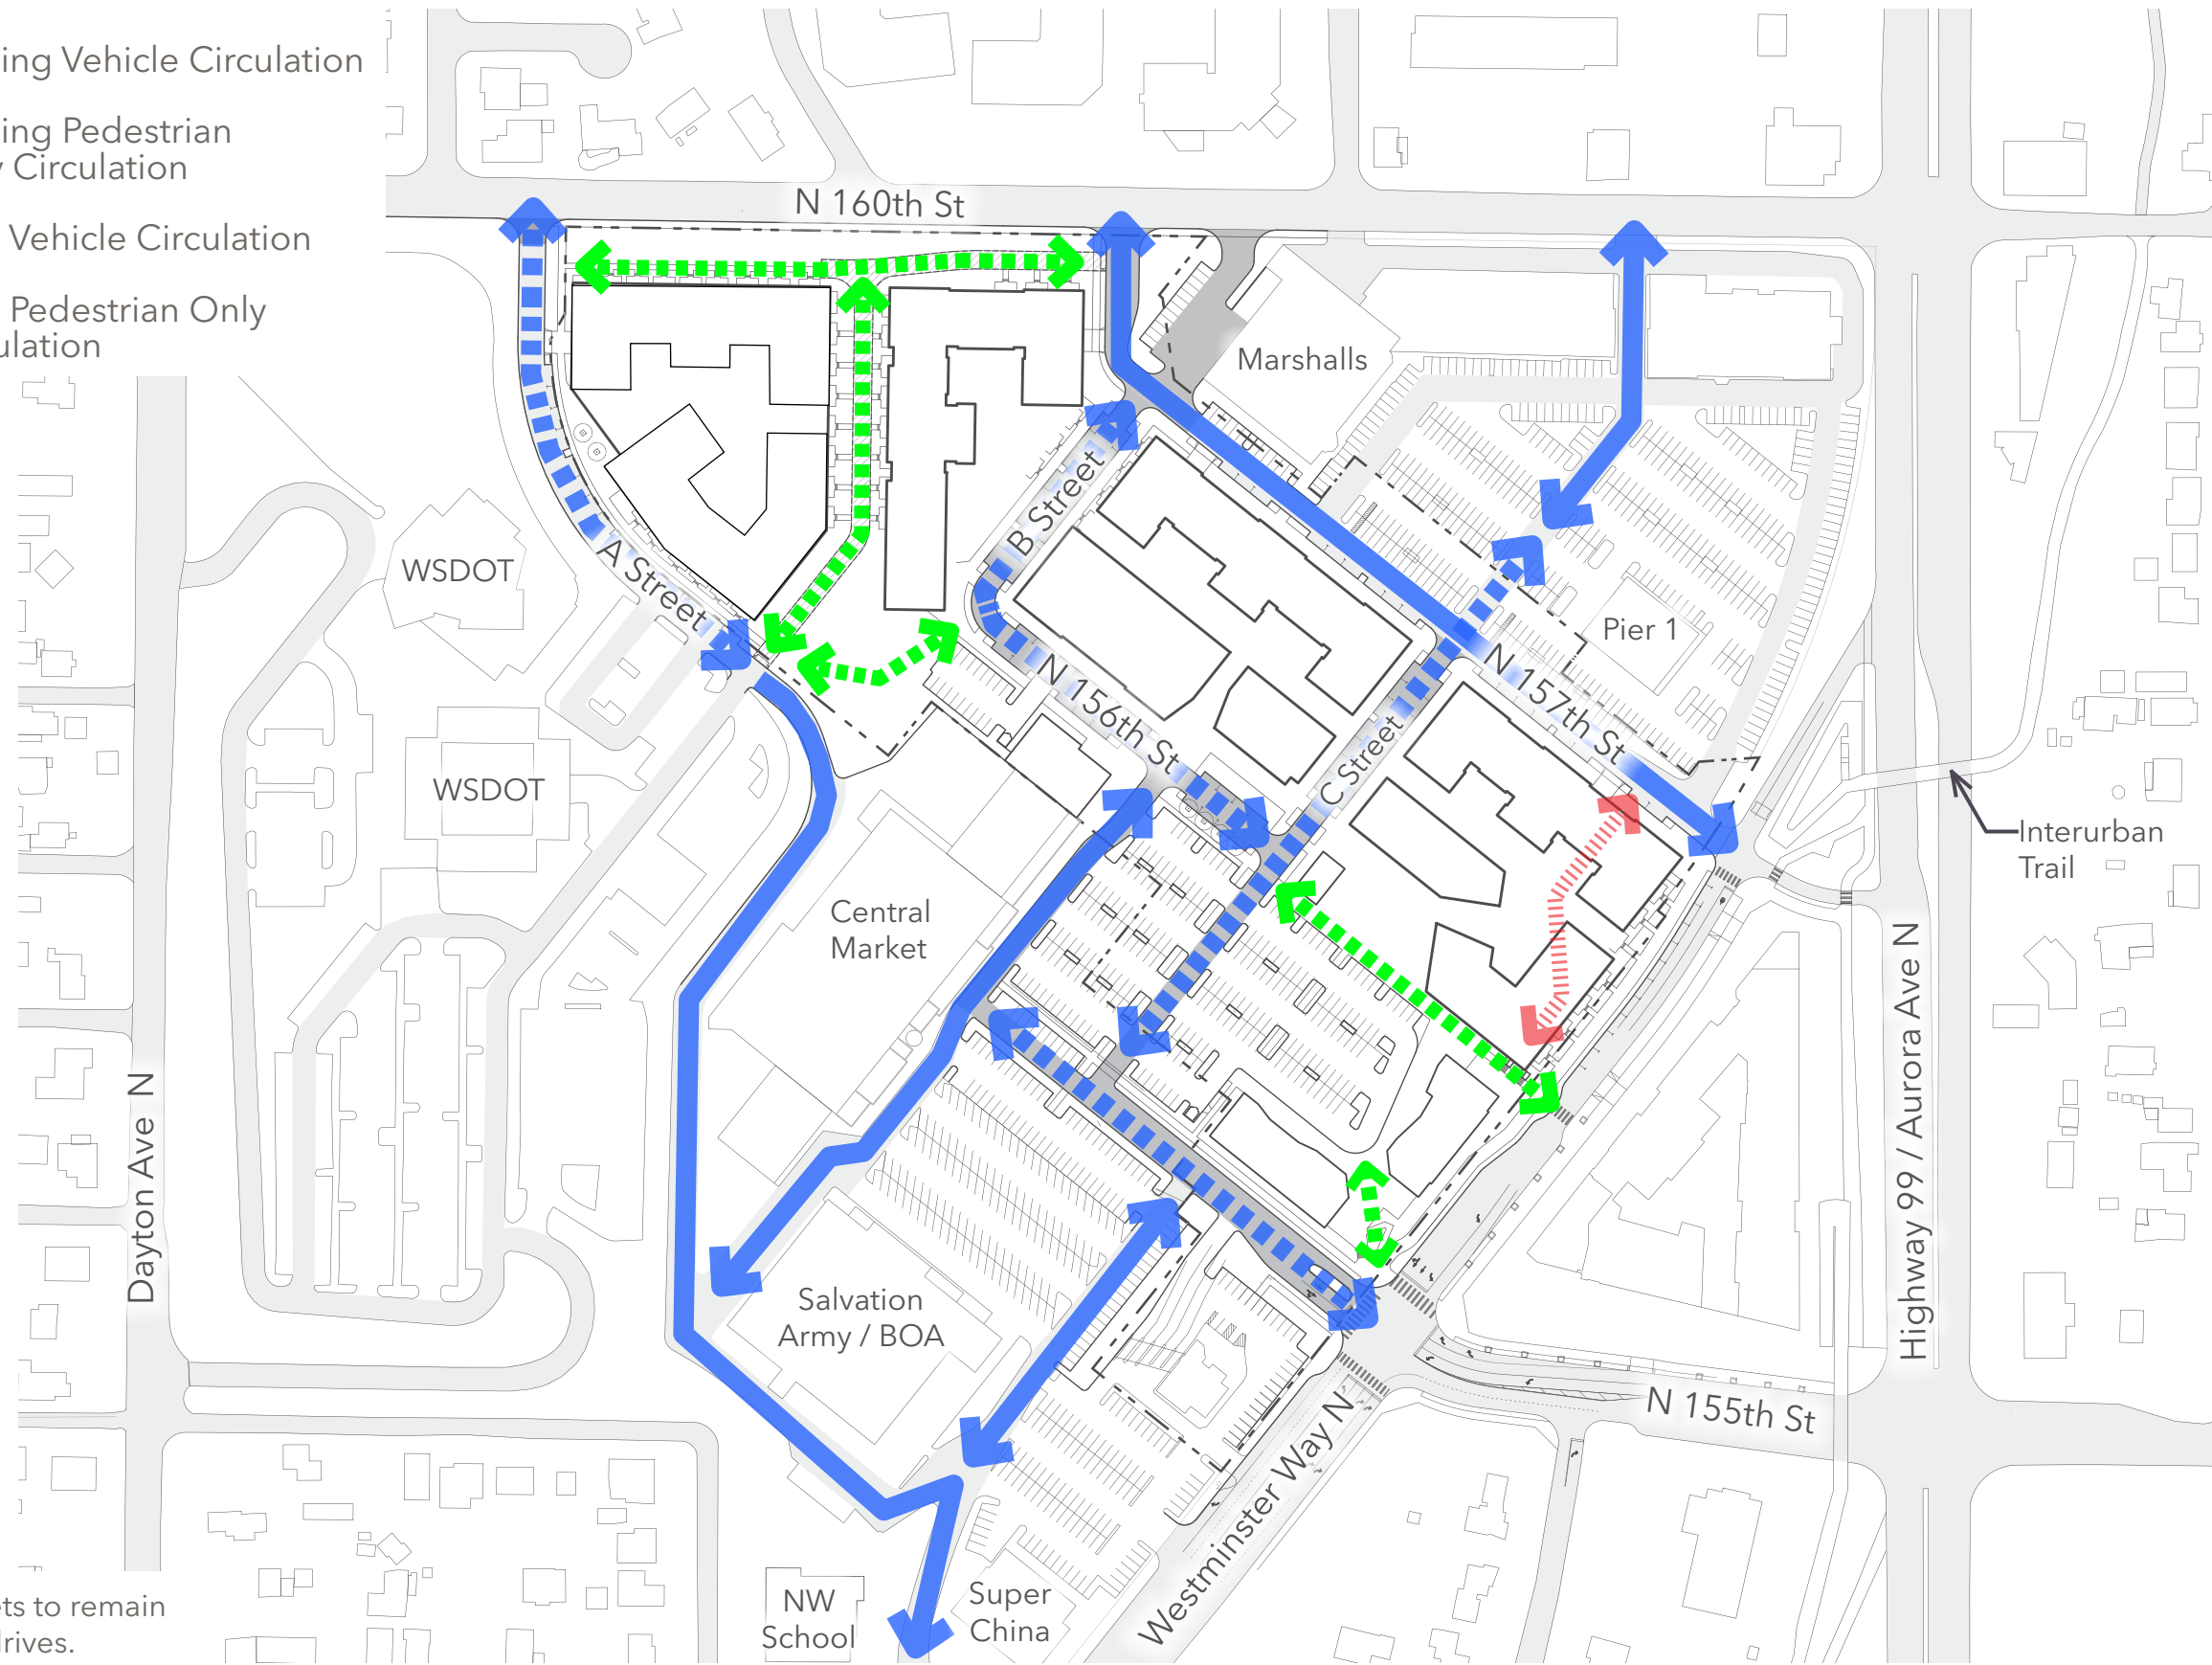 ing Vehicle Circulation
ing Pedestrian
y Circulation
Vehicle Circulation
Pedestrian Only
ulation
N 160th St
Marshalls
B Street
WSDOT
A Street
Pier 1
N 156th St
N 157th St
C Street
WSDOT
Interurban
Trail
Central
Market
Highway 99 / Aurora Ave N
Dayton Ave N
Salvation
Army / BOA
N 155th St
Westminster Way N
NW
School
Super
China
ts to remain
drives.